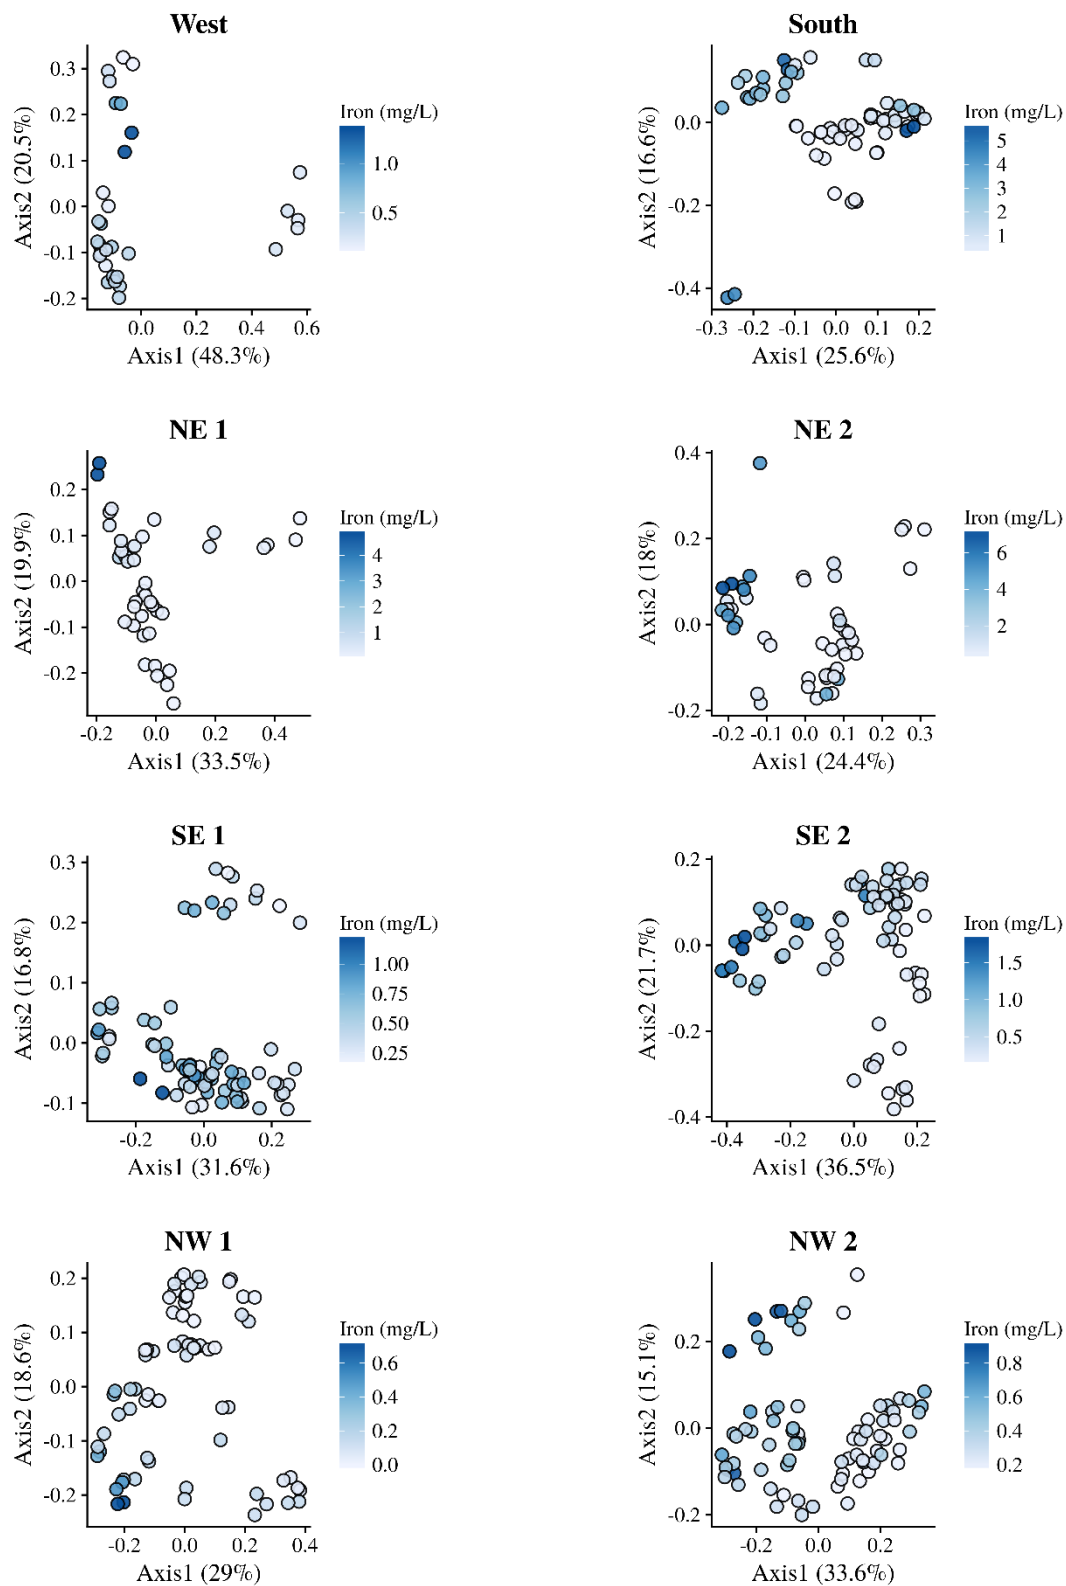 West
Axis2 (20.5%)
0.3
0.2
0.1
0.0
-0.1
-0.2
0.0 0.2 0.4 0.6
Axis1 (48.3%)
Iron (mg/L)
1.0
0.5
South
Axis2 (16.6%)
0.0
-0.2
-0.4
-0.3 -0.2 -0.1 0.0 0.1 0.2
Axis1 (25.6%)
Iron (mg/L)
5
4
3
2
1
NE 1
Axis2 (19.9%)
0.2
0.1
0.0
-0.1
-0.2
-0.2 0.0 0.2 0.4
Axis1 (33.5%)
Iron (mg/L)
4
3
2
1
NE 2
Axis2 (18%)
0.4
0.2
0.0
-0.2
-0.2 -0.1 0.0 0.1 0.2 0.3
Axis1 (24.4%)
Iron (mg/L)
6
4
2
SE 1
Axis2 (16.8%)
0.3
0.2
0.1
0.0
-0.1
-0.2 0.0 0.2
Axis1 (31.6%)
Iron (mg/L)
1.00
0.75
0.50
0.25
SE 2
Axis2 (21.7%)
0.2
0.0
-0.2
-0.4
-0.4 -0.2 0.0 0.2
Axis1 (36.5%)
Iron (mg/L)
1.5
1.0
0.5
NW 1
Axis2 (18.6%)
0.2
0.1
0.0
-0.1
-0.2
-0.2 0.0 0.2 0.4
Axis1 (29%)
Iron (mg/L)
0.6
0.4
0.2
0.0
NW 2
Axis2 (15.1%)
0.2
0.0
-0.2
-0.2 0.0 0.2
Axis1 (33.6%)
Iron (mg/L)
0.8
0.6
0.4
0.2